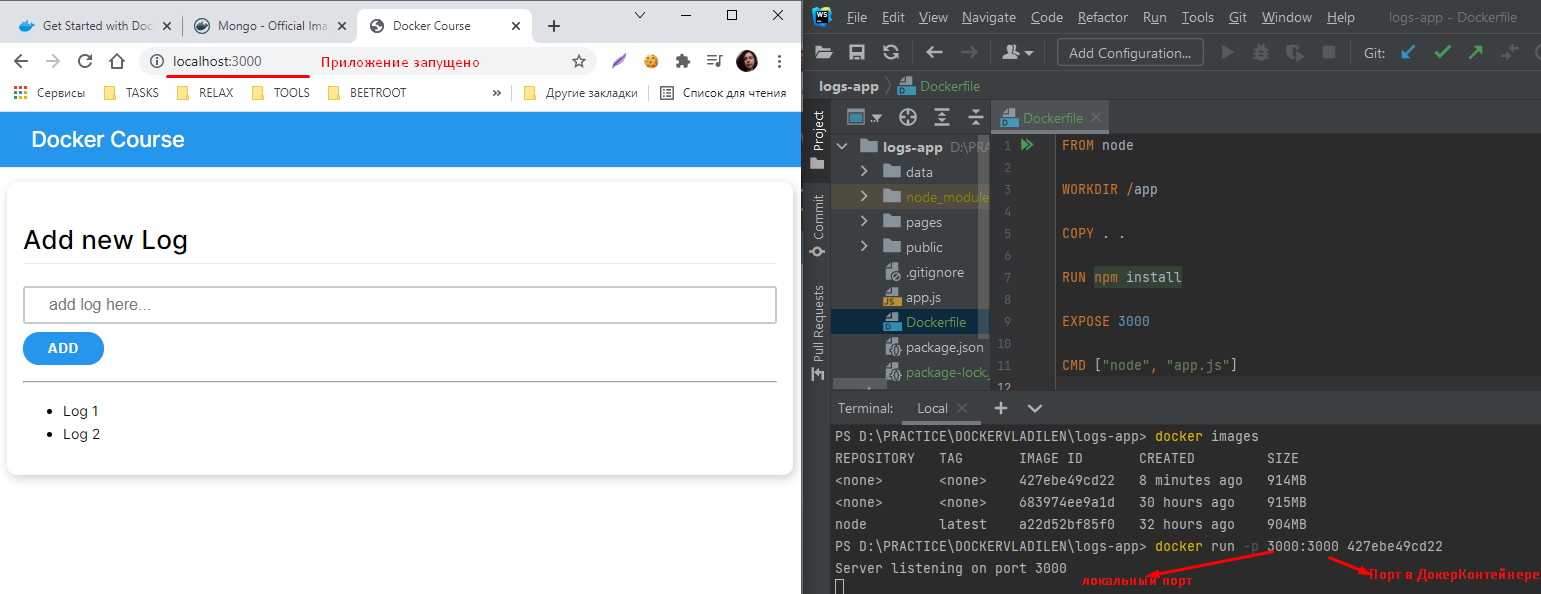 Get Started with Doc
Mongo - Official Ima
Docker Course
localhost:3000
Приложение запущено
Сервисы
TASKS
RELAX
TOOLS
BEETROOT
»
Другие закладки
Список для чтения
Docker Course
Add new Log
add log here...
ADD
Log 1
Log 2
WS
File Edit View Navigate Code Refactor Run Tools Git Window Help
logs-app - Dockerfile
Add Configuration...
Git:
logs-app
Dockerfile
Project
Commit
Pull Requests
logs-app D:\PRA
data
node_module
pages
public
.gitignore
app.js
Dockerfile
package.json
package-lock.
Dockerfile
1 FROM node
2
3 WORKDIR /app
4
5 COPY . .
6
7 RUN npm install
8
9 EXPOSE 3000
10
11 CMD ["node", "app.js"]
12
Terminal: Local
PS D:\PRACTICE\DOCKERVLADILEN\logs-app> docker images
REPOSITORY TAG IMAGE ID CREATED SIZE
<none> <none> 427ebe49cd22 8 minutes ago 914MB
<none> <none> 683974ee9a1d 30 hours ago 915MB
node latest a22d52bf85f0 32 hours ago 904MB
PS D:\PRACTICE\DOCKERVLADILEN\logs-app> docker run -p 3000:3000 427ebe49cd22
Server listening on port 3000
локальный порт
Порт в ДокерКонтейнере